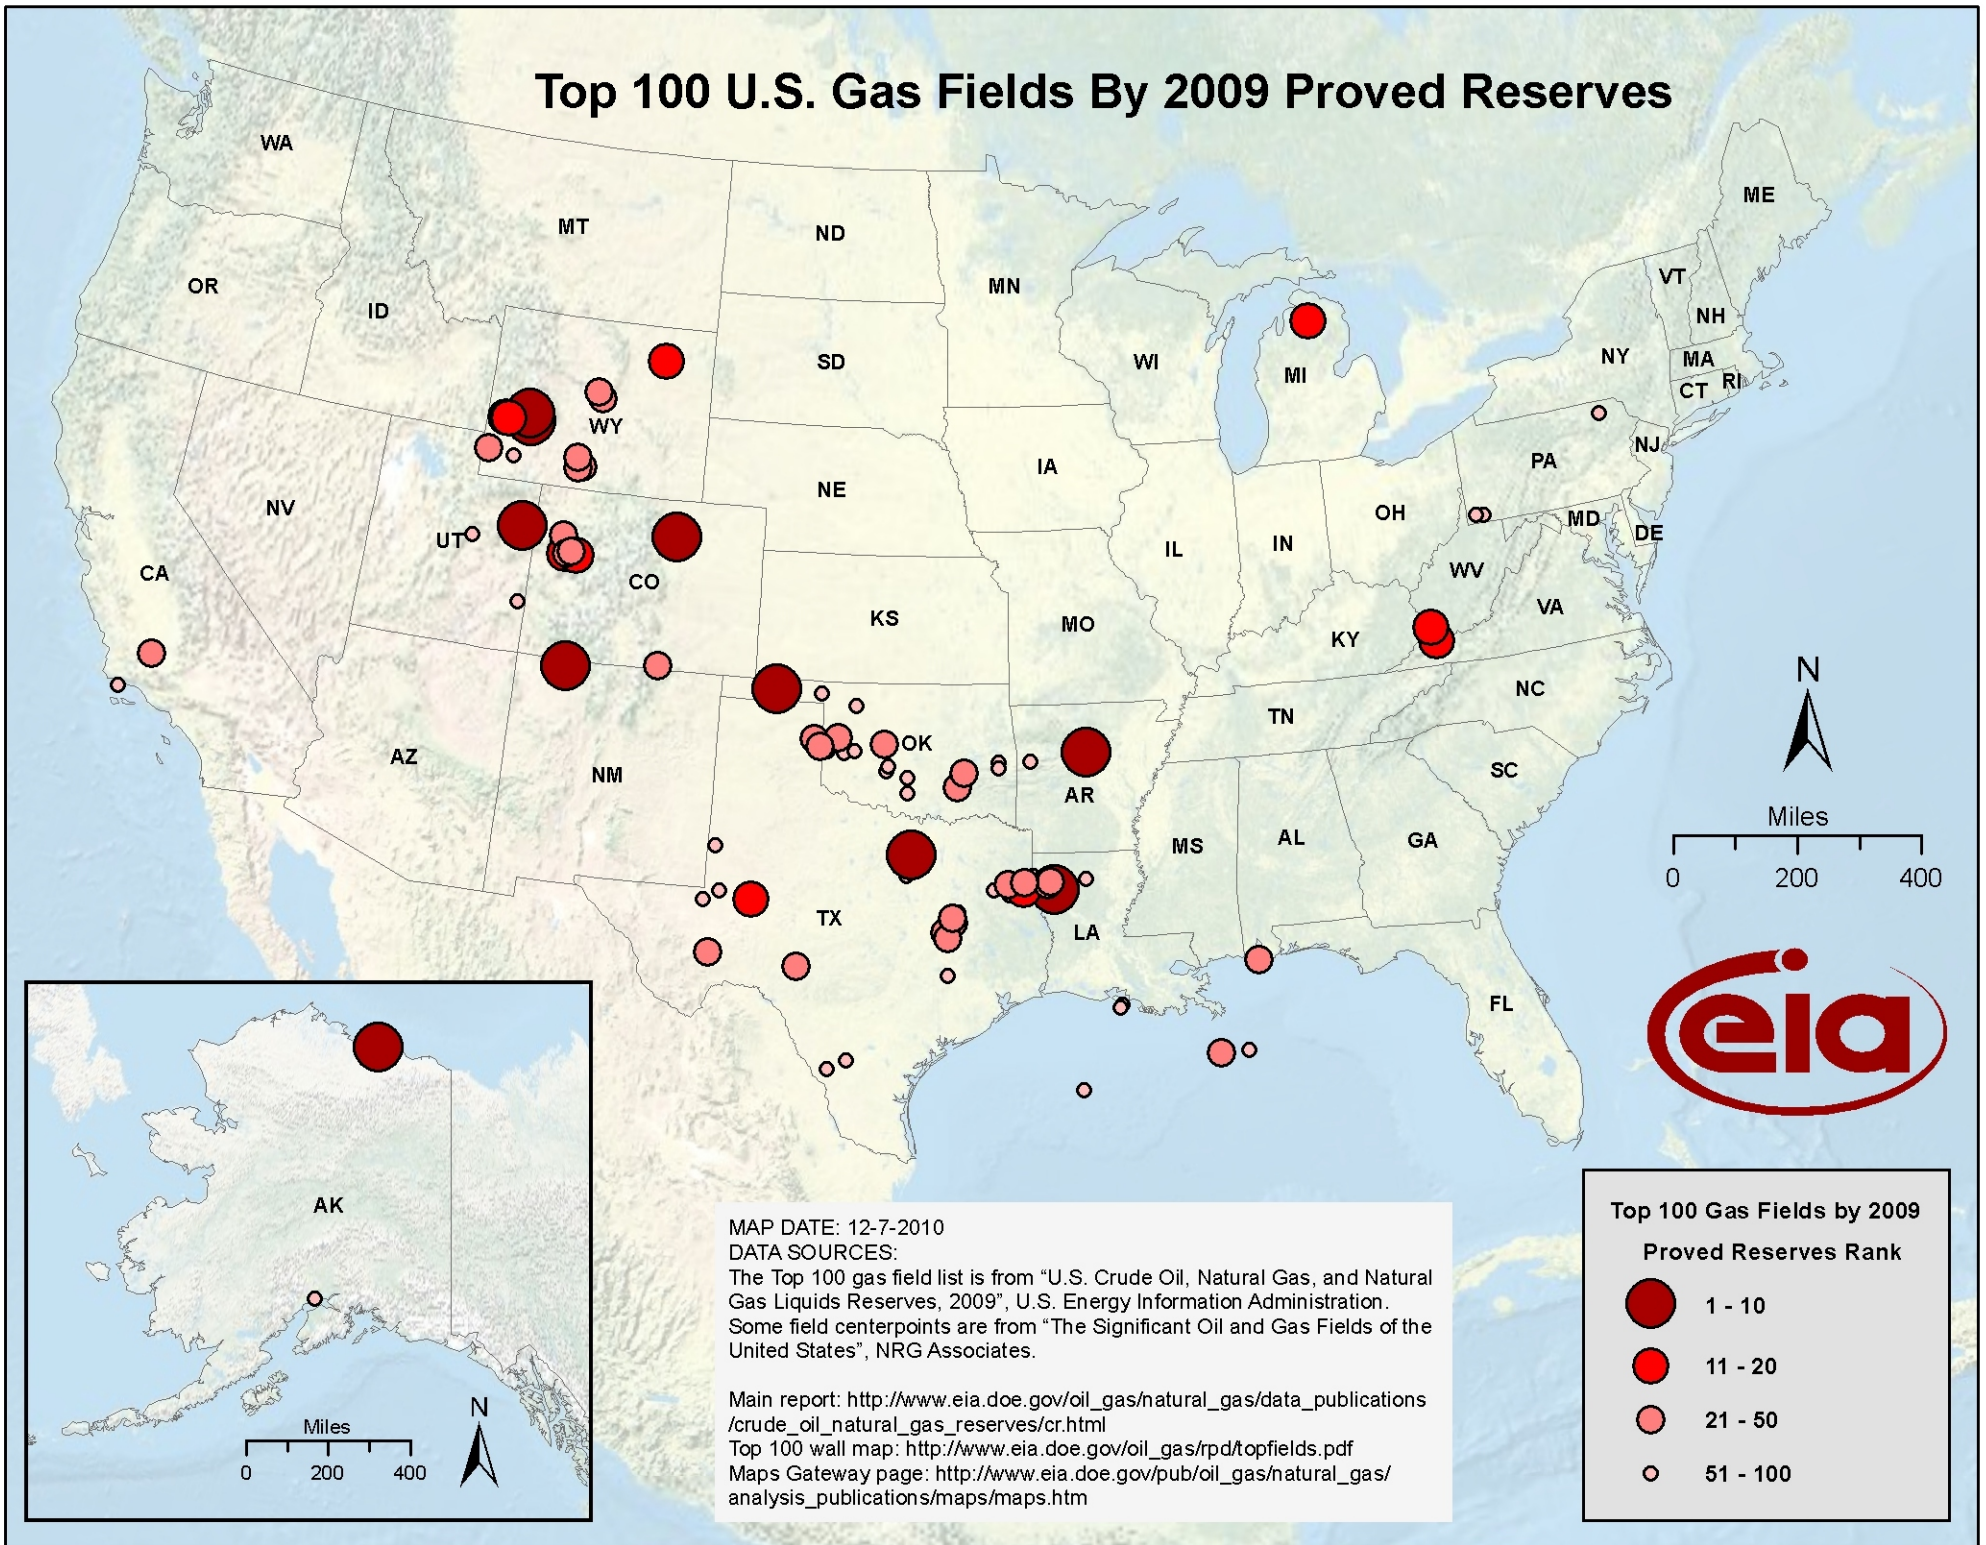 Top 100 U.S. Gas Fields By 2009 Proved Reserves
WA
MT
ND
MN
ME
OR
ID
VT
NH
WI
MI
NY
MA
CT
RI
SD
WY
IA
PA
NJ
NE
NV
UT
CO
IL
IN
OH
MD
DE
WV
VA
CA
KS
MO
KY
NC
TN
AZ
NM
OK
AR
SC
MS
AL
GA
TX
LA
FL
N
Miles
0 200 400
eia
AK
Miles
0 200 400
N
MAP DATE: 12-7-2010
DATA SOURCES:
The Top 100 gas field list is from “U.S. Crude Oil, Natural Gas, and Natural
Gas Liquids Reserves, 2009”, U.S. Energy Information Administration.
Some field centerpoints are from “The Significant Oil and Gas Fields of the
United States”, NRG Associates.
Main report: http://www.eia.doe.gov/oil_gas/natural_gas/data_publications
/crude_oil_natural_gas_reserves/cr.html
Top 100 wall map: http://www.eia.doe.gov/oil_gas/rpd/topfields.pdf
Maps Gateway page: http://www.eia.doe.gov/pub/oil_gas/natural_gas/
analysis_publications/maps/maps.htm
Top 100 Gas Fields by 2009
Proved Reserves Rank
1 - 10
11 - 20
21 - 50
51 - 100